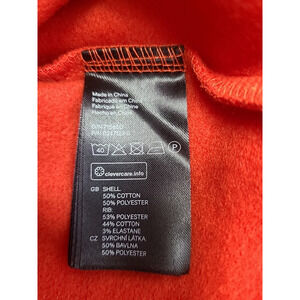 Made in China
Fabricado em China
Fabriqué en Chine
Hecho en China
40
P
clevercare.info
GB SHELL:
50% COTTON
50% POLYESTER
RIB:
53% POLYESTER
44% COTTON
3% ELASTANE
CZ SVRCHNÍ LÁTKA:
50% BAVLNA
50% POLYESTER